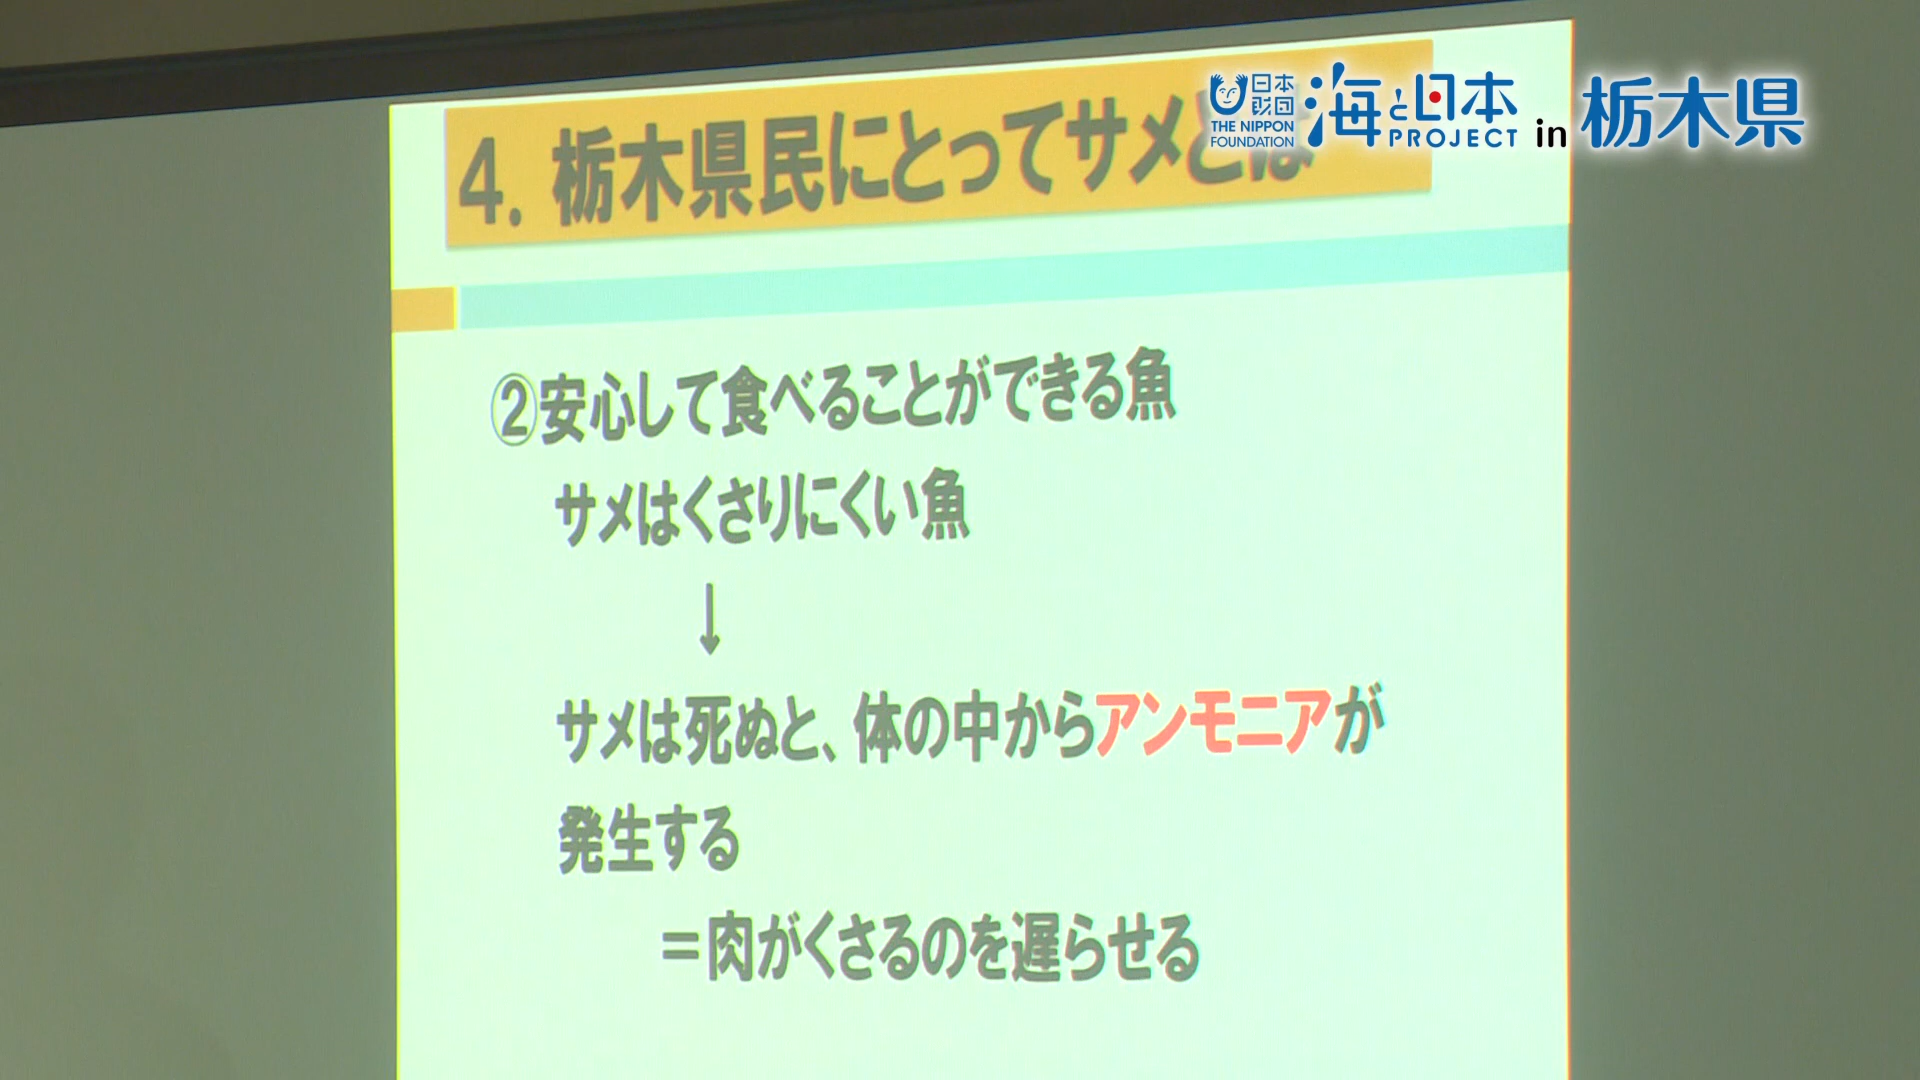 日本
財団
THE NIPPON
FOUNDATION
海と日本
PROJECT
in 栃木県
4. 栃木県民にとってサメとは
②安心して食べることができる魚
サメはくさりにくい魚
↓
サメは死ぬと、体の中からアンモニアが
発生する
=肉がくさるのを遅らせる